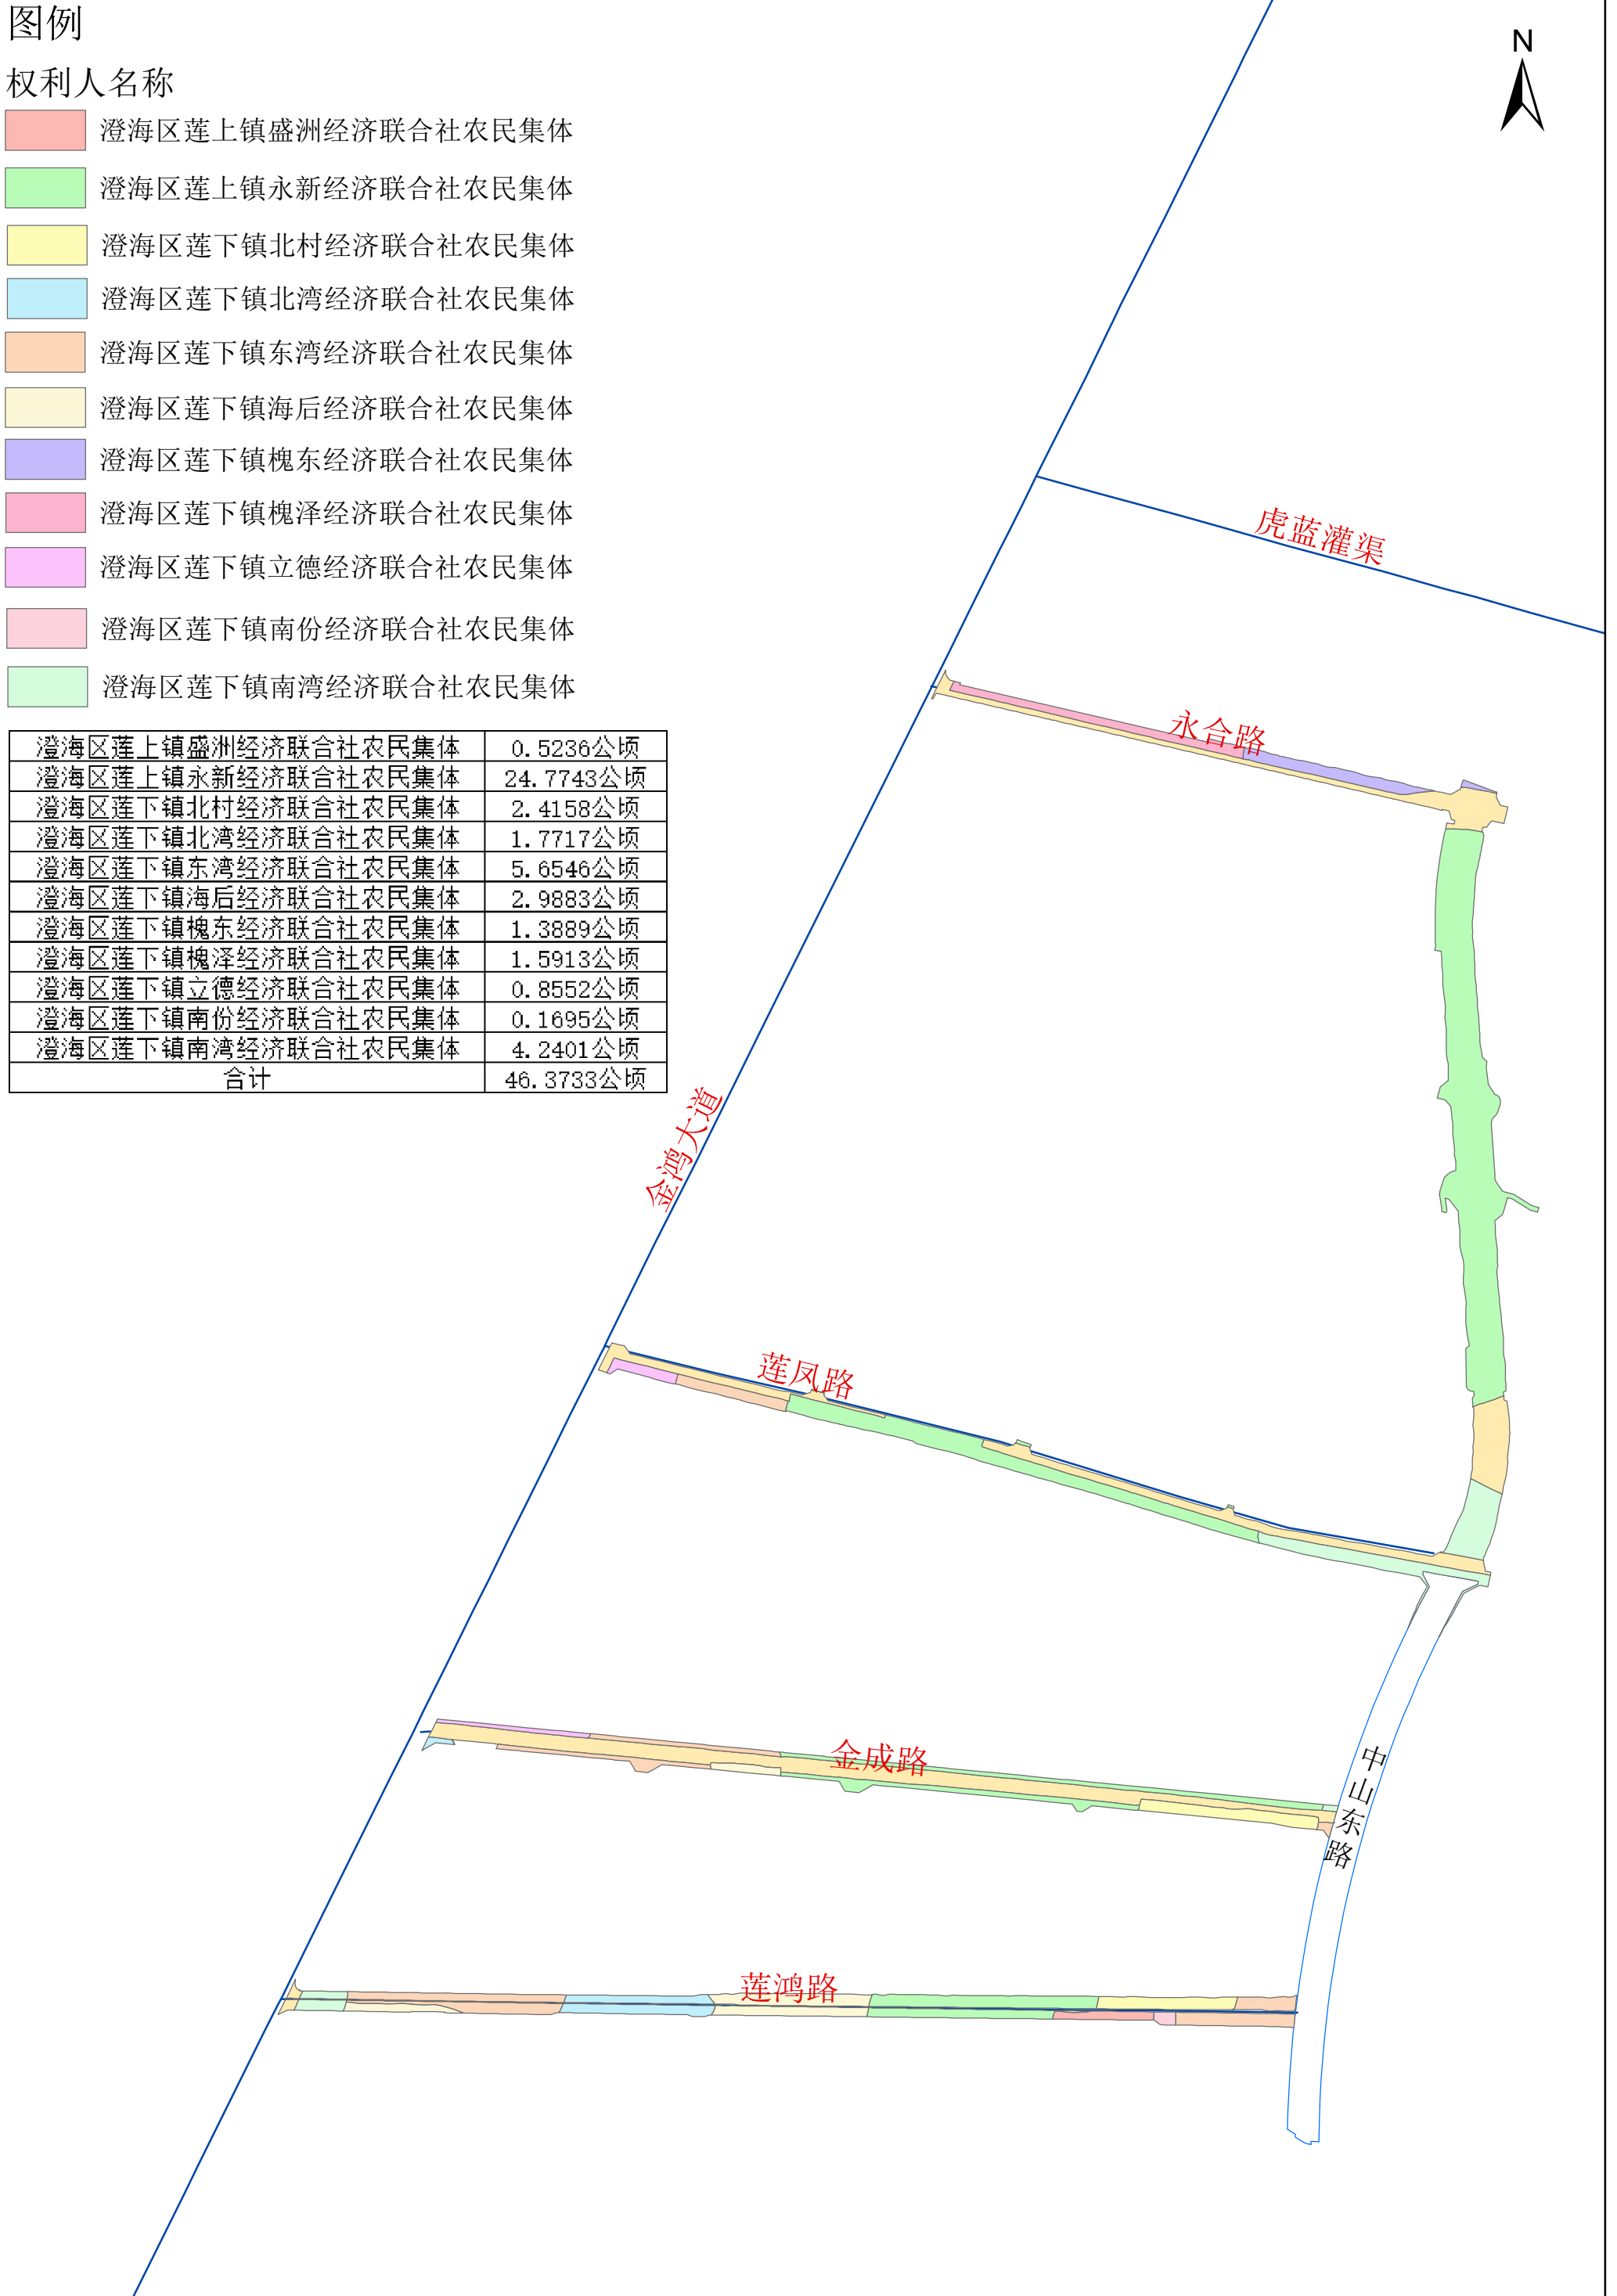 图例
N
权利人名称
澄海区莲上镇盛洲经济联合社农民集体
澄海区莲上镇永新经济联合社农民集体
澄海区莲下镇北村经济联合社农民集体
澄海区莲下镇北湾经济联合社农民集体
澄海区莲下镇东湾经济联合社农民集体
澄海区莲下镇海后经济联合社农民集体
澄海区莲下镇槐东经济联合社农民集体
澄海区莲下镇槐泽经济联合社农民集体
澄海区莲下镇立德经济联合社农民集体
澄海区莲下镇南份经济联合社农民集体
澄海区莲下镇南湾经济联合社农民集体
澄海区莲上镇盛洲经济联合社农民集体 0.5236公顷
澄海区莲上镇永新经济联合社农民集体 24.7743公顷
澄海区莲下镇北村经济联合社农民集体 2.4158公顷
澄海区莲下镇北湾经济联合社农民集体 1.7717公顷
澄海区莲下镇东湾经济联合社农民集体 5.6546公顷
澄海区莲下镇海后经济联合社农民集体 2.9883公顷
澄海区莲下镇槐东经济联合社农民集体 1.3889公顷
澄海区莲下镇槐泽经济联合社农民集体 1.5913公顷
澄海区莲下镇立德经济联合社农民集体 0.8552公顷
澄海区莲下镇南份经济联合社农民集体 0.1695公顷
澄海区莲下镇南湾经济联合社农民集体 4.2401公顷
合计 46.3733公顷
虎蓝灌渠
永合路
金鸿大道
莲凤路
金成路
中山东路
莲鸿路